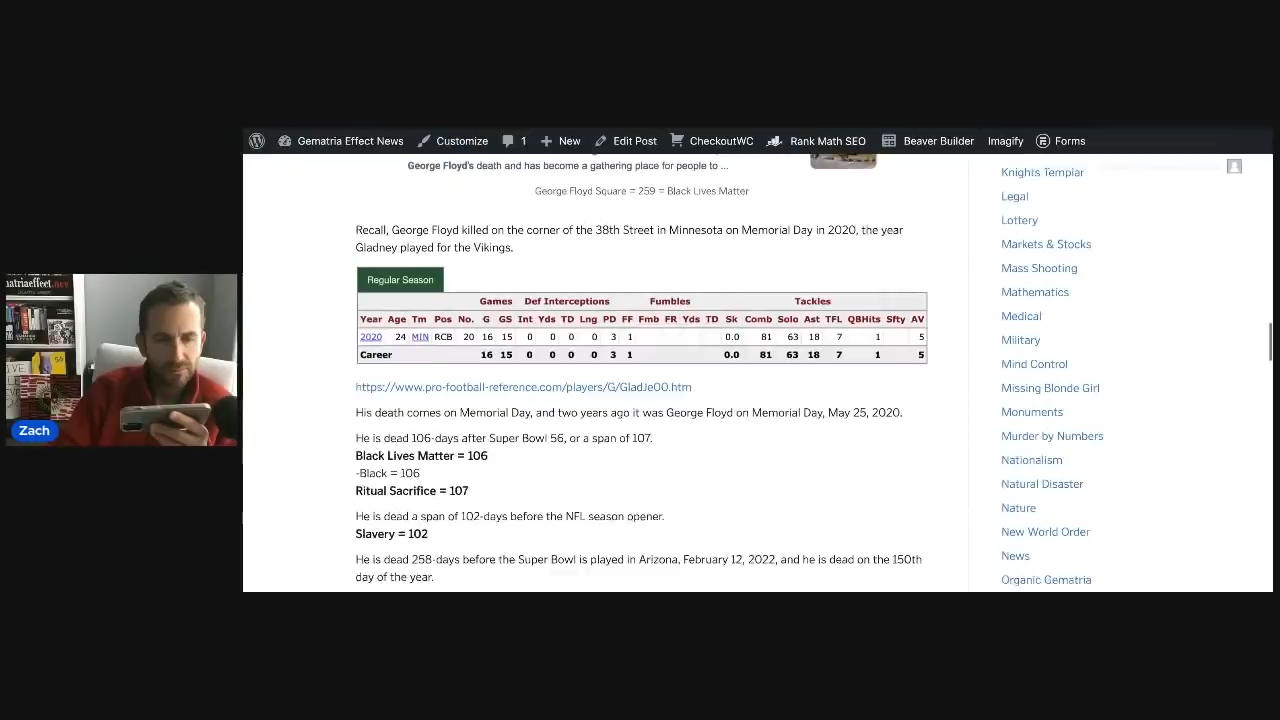 Gematria Effect News Customize 1 New Edit Post CheckoutWC Rank Math SEO Beaver Builder Imagify Forms
George Floyd's death and has become a gathering place for people to ...
George Floyd Square = 259 = Black Lives Matter
Recall, George Floyd killed on the corner of the 38th Street in Minnesota on Memorial Day in 2020, the year
Gladney played for the Vikings.
Regular Season
Games Def Interceptions Fumbles Tackles
Year Age Tm Pos No. G GS Int Yds TD Lng PD FF Fmb FR Yds TD Sk Comb Solo Ast TFL QBHits Sfty AV
2020 24 MIN RCB 20 16 15 0 0 0 0 3 1 0.0 81 63 18 7 1 5
Career 16 15 0 0 0 0 3 1 0.0 81 63 18 7 1 5
https://www.pro-football-reference.com/players/G/GladJe00.htm
His death comes on Memorial Day, and two years ago it was George Floyd on Memorial Day, May 25, 2020.
He is dead 106-days after Super Bowl 56, or a span of 107.
Black Lives Matter = 106
-Black = 106
Ritual Sacrifice = 107
He is dead a span of 102-days before the NFL season opener.
Slavery = 102
He is dead 258-days before the Super Bowl is played in Arizona, February 12, 2022, and he is dead on the 150th
day of the year.
Knights Templar
Legal
Lottery
Markets & Stocks
Mass Shooting
Mathematics
Medical
Military
Mind Control
Missing Blonde Girl
Monuments
Murder by Numbers
Nationalism
Natural Disaster
Nature
New World Order
News
Organic Gematria
Zach